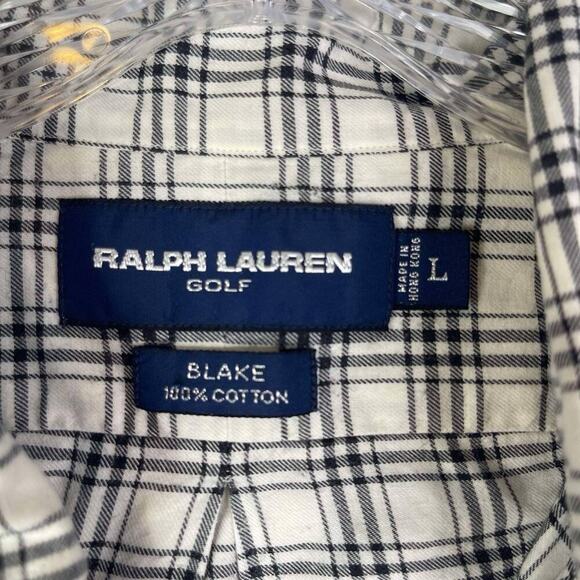 RALPH LAUREN
GOLF
MADE IN
HONG KONG
L
BLAKE
100% COTTON